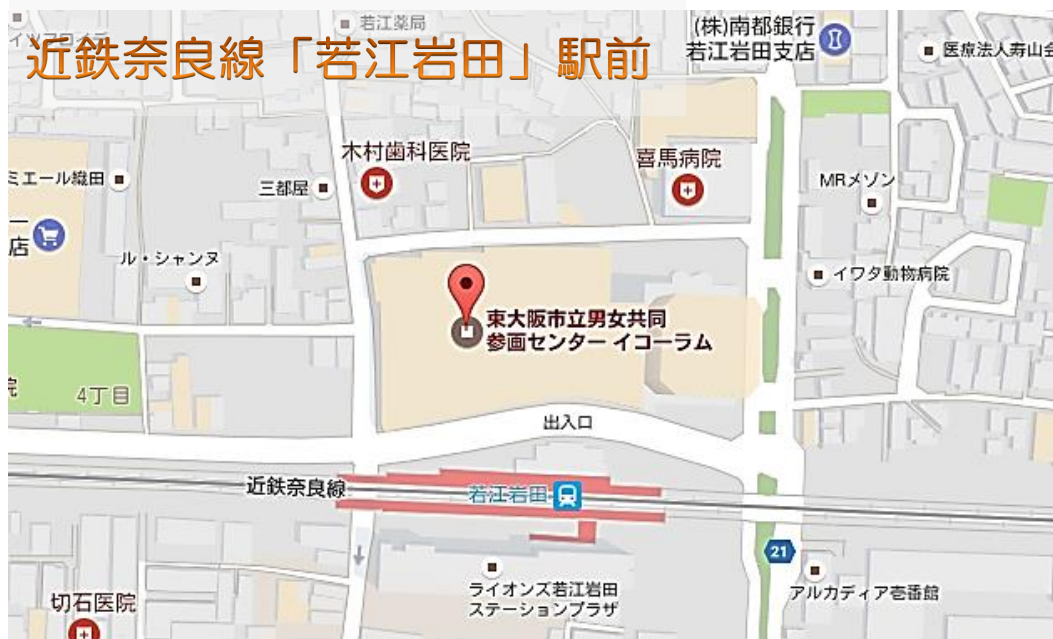 若江薬局
近鉄奈良線「若江岩田」駅前
(株)南都銀行
若江岩田支店
医療法人寿山会
木村歯科医院
喜馬病院
ミエール織田
三都屋
MRメゾン
店
ル・シャンヌ
イワタ動物病院
東大阪市立男女共同
参画センター イコーラム
院
4丁目
出入口
近鉄奈良線
若江岩田
21
ライオンズ若江岩田
ステーションプラザ
アルカディア壱番館
切石医院